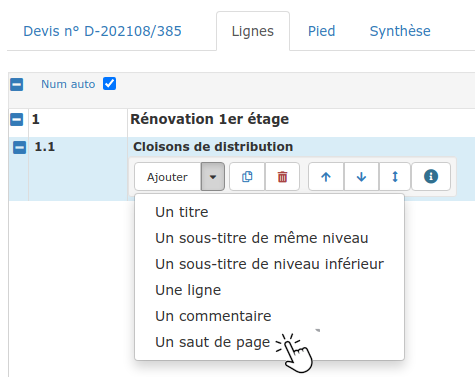 Devis n° D-202108/385 Lignes Pied Synthèse
Num auto
1 Rénovation 1er étage
1.1 Cloisons de distribution
Ajouter
Un titre
Un sous-titre de même niveau
Un sous-titre de niveau inférieur
Une ligne
Un commentaire
Un saut de page